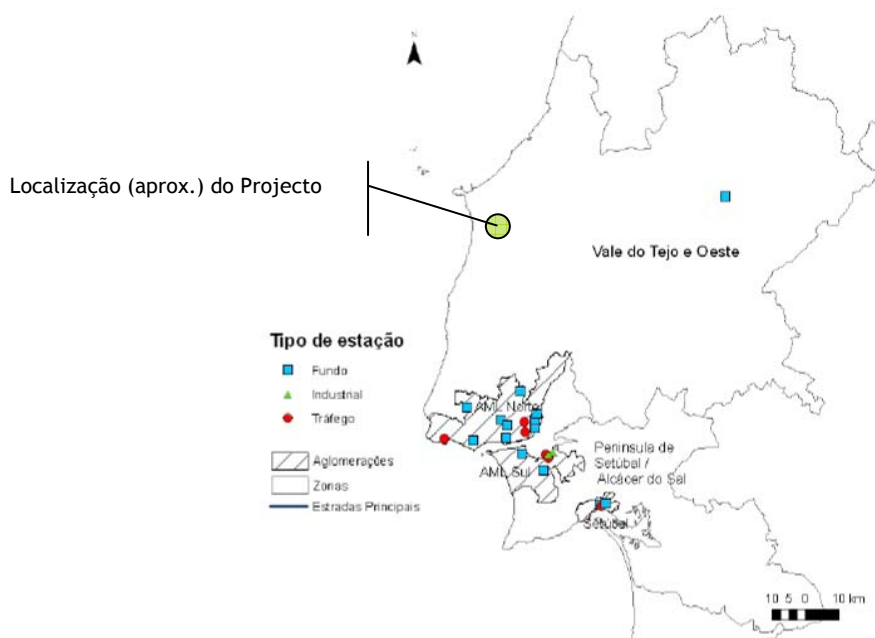 N
Localização (aprox.) do Projecto
Vale do Tejo e Oeste
Tipo de estação
Fundo
Industrial
Tráfego
Aglomerações
Zonas
Estradas Principais
AML Norte
AML Sul
Peninsula de
Setúbal /
Alcácer do Sal
Setúbal
10 5 0 10 km